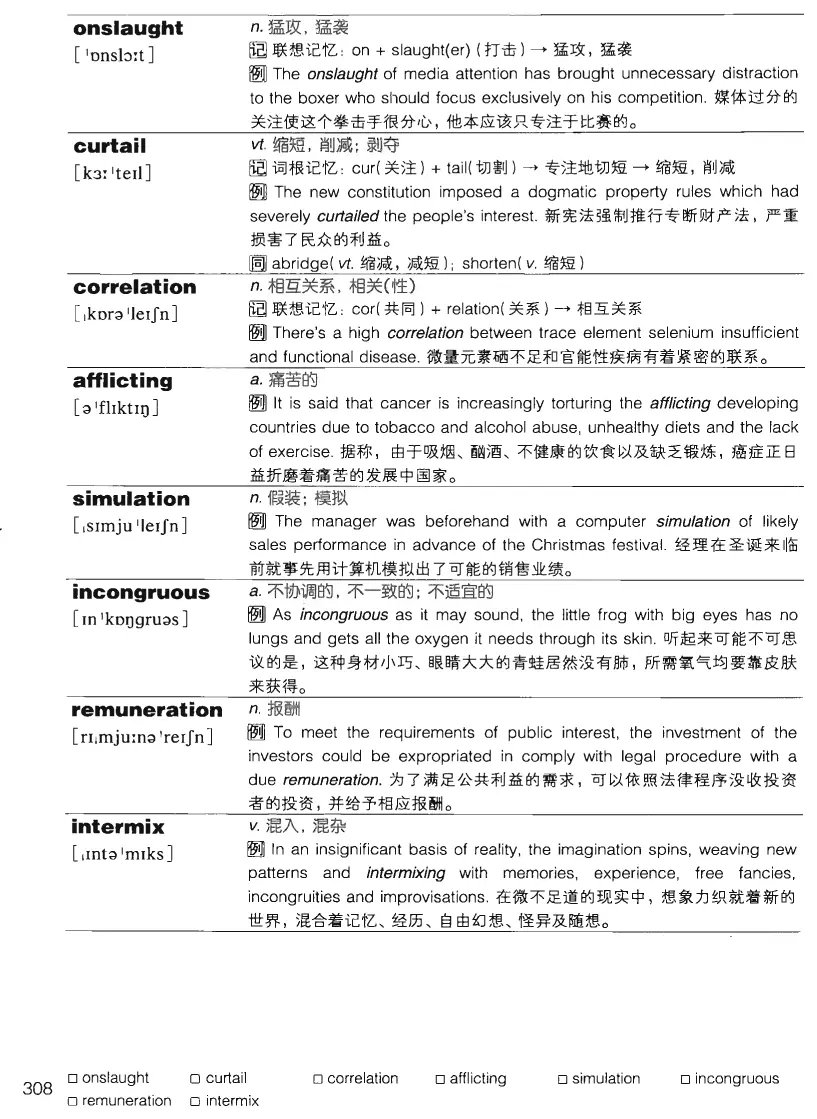 onslaught n. 猛攻，猛袭
[ˈɒnslɔːt] 记 联想记忆：on + slaught(er) (打击) → 猛攻，猛袭
例 The onslaught of media attention has brought unnecessary distraction
to the boxer who should focus exclusively on his competition. 媒体过分的
关注使这个拳击手很分心，他本应该只专注于比赛的。
curtail vt. 缩短，削减；剥夺
[kɜːˈteɪl] 记 词根记忆：cur(关注) + tail(切割) → 专注地切短 → 缩短，削减
例 The new constitution imposed a dogmatic property rules which had
severely curtailed the people's interest. 新宪法强制推行专断财产法，严重
损害了民众的利益。
同 abridge(vt. 缩减，减短)；shorten(v. 缩短)
correlation n. 相互关系，相关(性)
[ˌkɒrəˈleɪʃn] 记 联想记忆：cor(共同) + relation(关系) → 相互关系
例 There's a high correlation between trace element selenium insufficient
and functional disease. 微量元素硒不足和官能性疾病有着紧密的联系。
afflicting a. 痛苦的
[əˈflɪktɪŋ] 例 It is said that cancer is increasingly torturing the afflicting developing
countries due to tobacco and alcohol abuse, unhealthy diets and the lack
of exercise. 据称，由于吸烟、酗酒、不健康的饮食以及缺乏锻炼，癌症正日
益折磨着痛苦的发展中国家。
simulation n. 假装；模拟
[ˌsɪmjuˈleɪʃn] 例 The manager was beforehand with a computer simulation of likely
sales performance in advance of the Christmas festival. 经理在圣诞来临
前就事先用计算机模拟出了可能的销售业绩。
incongruous a. 不协调的，不一致的；不适宜的
[ɪnˈkɒŋɡruəs] 例 As incongruous as it may sound, the little frog with big eyes has no
lungs and gets all the oxygen it needs through its skin. 听起来可能不可思
议的是，这种身材小巧、眼睛大大的青蛙居然没有肺，所需氧气均要靠皮肤
来获得。
remuneration n. 报酬
[rɪˌmjuːnəˈreɪʃn] 例 To meet the requirements of public interest, the investment of the
investors could be expropriated in comply with legal procedure with a
due remuneration. 为了满足公共利益的需求，可以依照法律程序没收投资
者的投资，并给予相应报酬。
intermix v. 混入，混杂
[ˌɪntəˈmɪks] 例 In an insignificant basis of reality, the imagination spins, weaving new
patterns and intermixing with memories, experience, free fancies,
incongruities and improvisations. 在微不足道的现实中，想象力织就着新的
世界，混合着记忆、经历、自由幻想、怪异及随想。
308 □ onslaught □ curtail □ correlation □ afflicting □ simulation □ incongruous
□ remuneration □ intermix